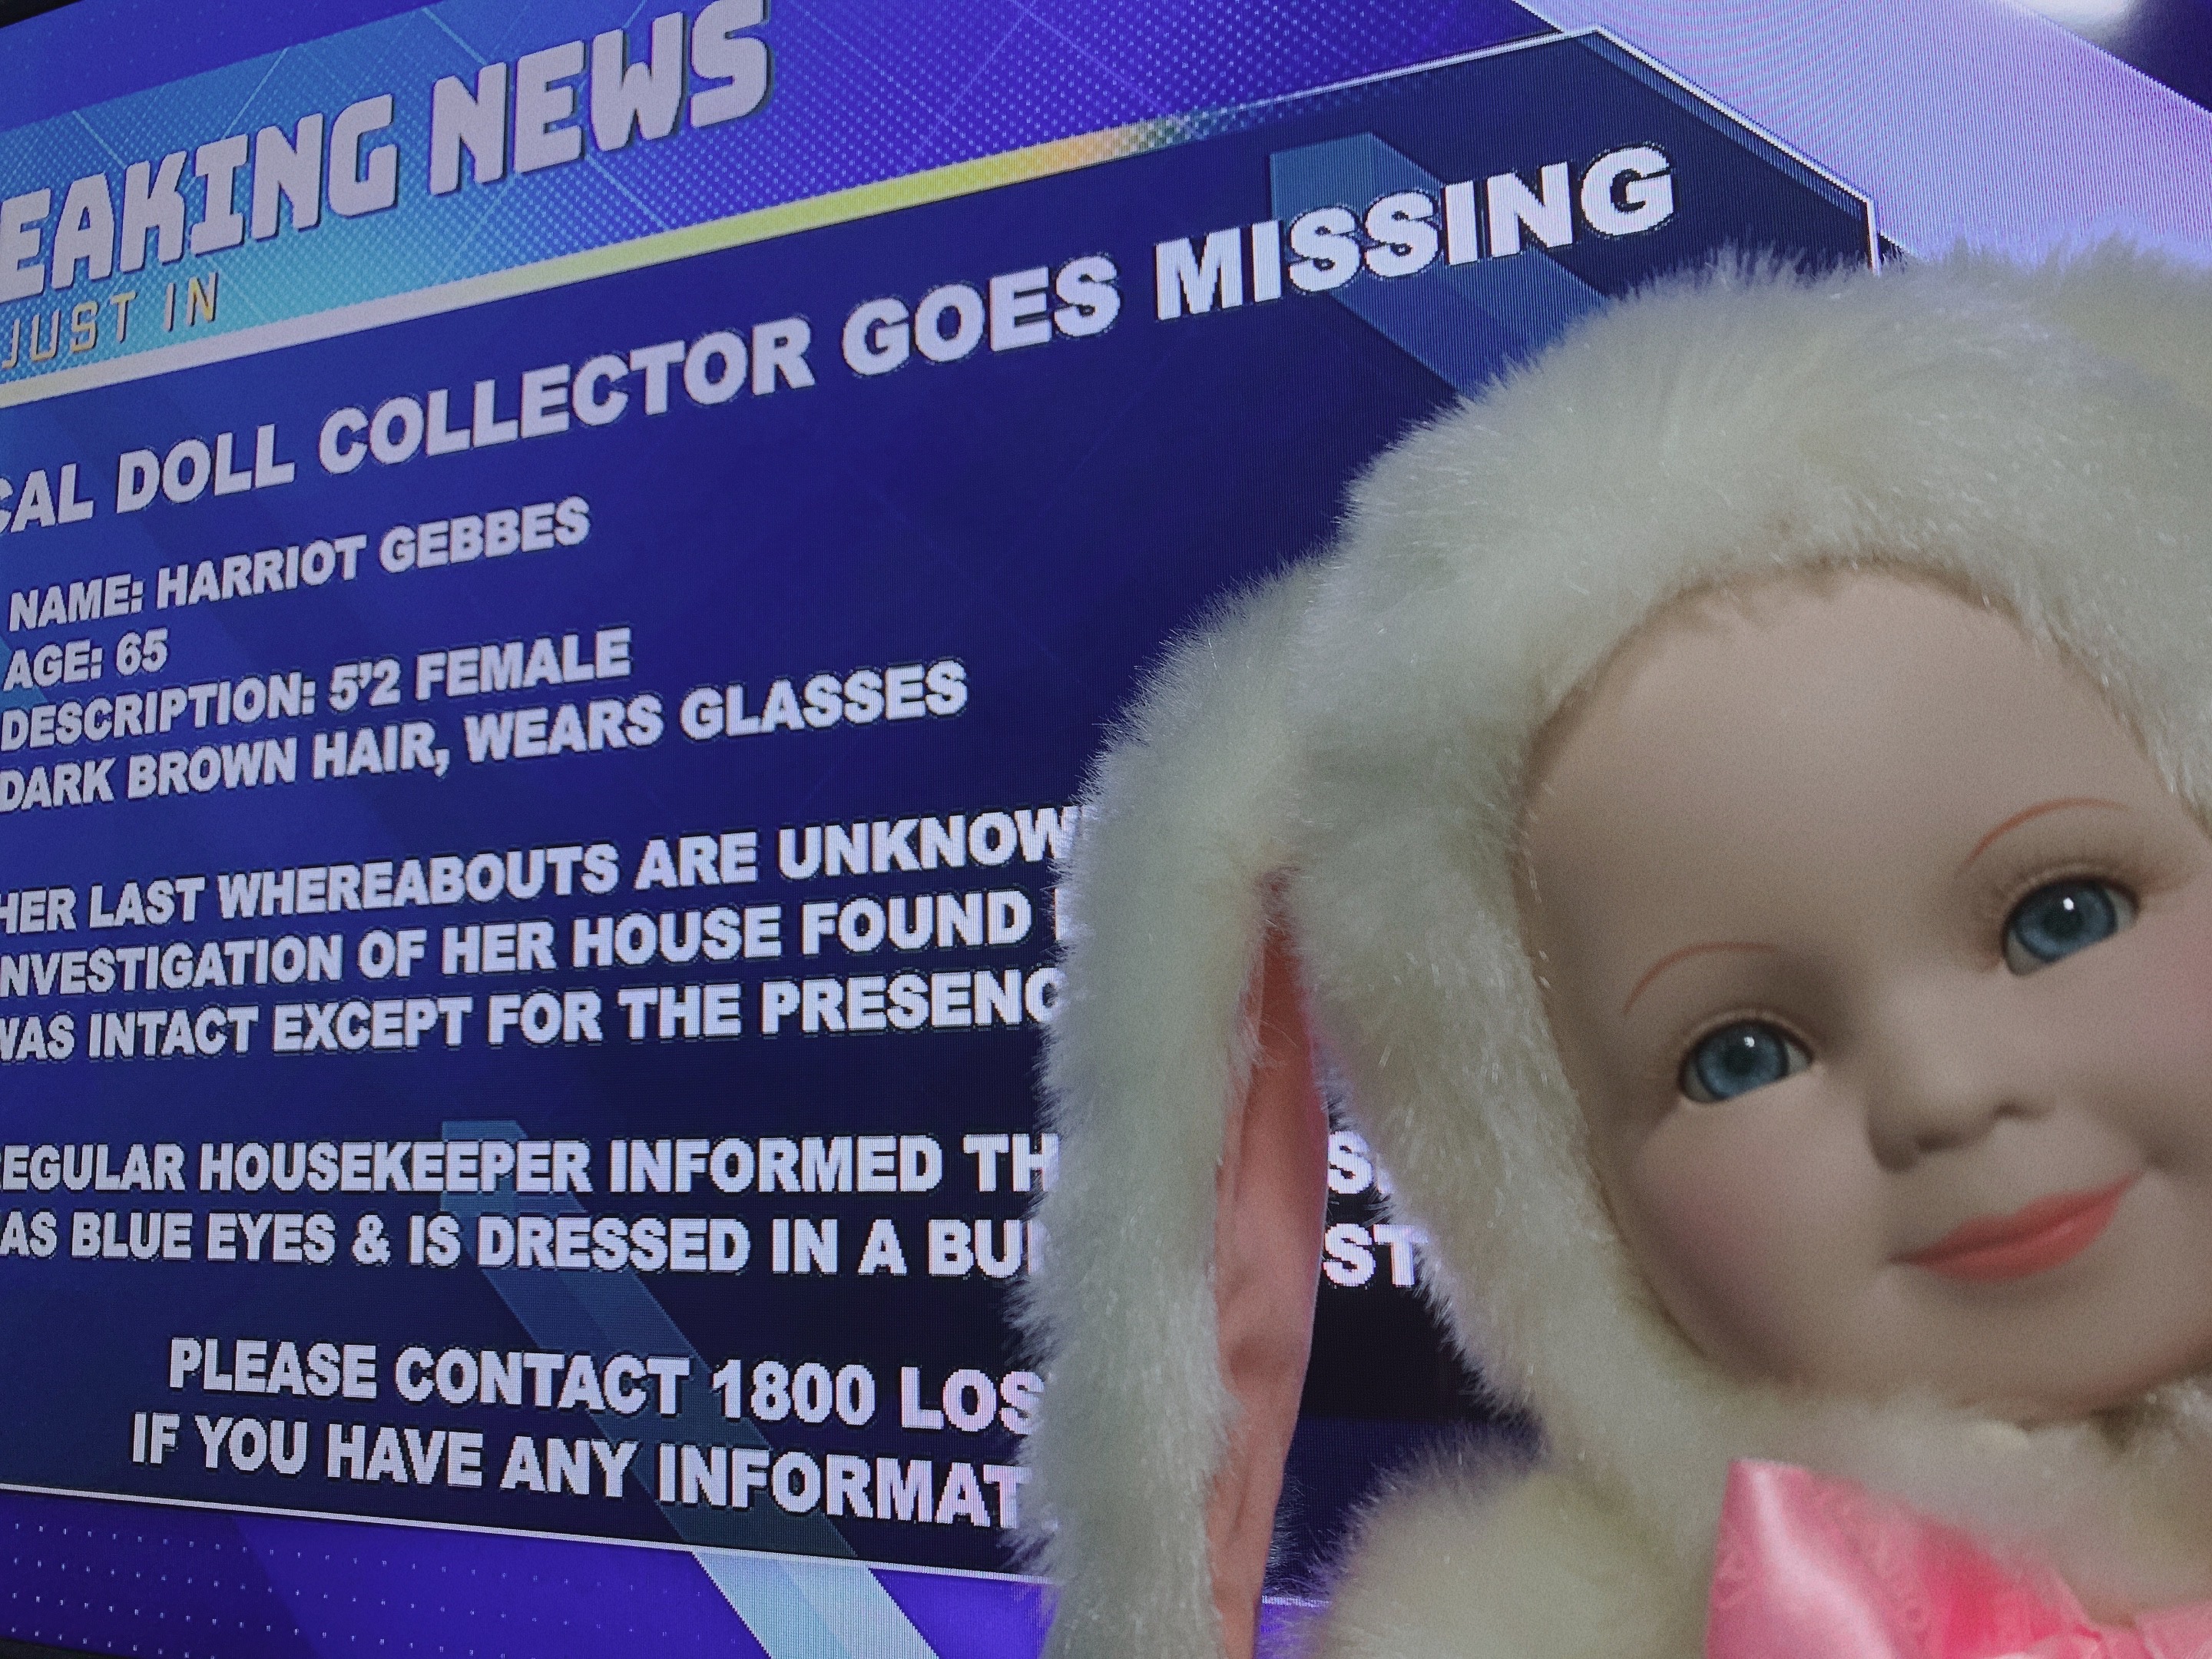 EAKING NEWS
JUST IN
CAL DOLL COLLECTOR GOES MISSING
NAME: HARRIOT GEBBES
AGE: 65
DESCRIPTION: 5'2 FEMALE
DARK BROWN HAIR, WEARS GLASSES
HER LAST WHEREABOUTS ARE UNKNOW
NVESTIGATION OF HER HOUSE FOUND
WAS INTACT EXCEPT FOR THE PRESENC
REGULAR HOUSEKEEPER INFORMED TH
AS BLUE EYES & IS DRESSED IN A BU ST
PLEASE CONTACT 1800 LOS
IF YOU HAVE ANY INFORMAT